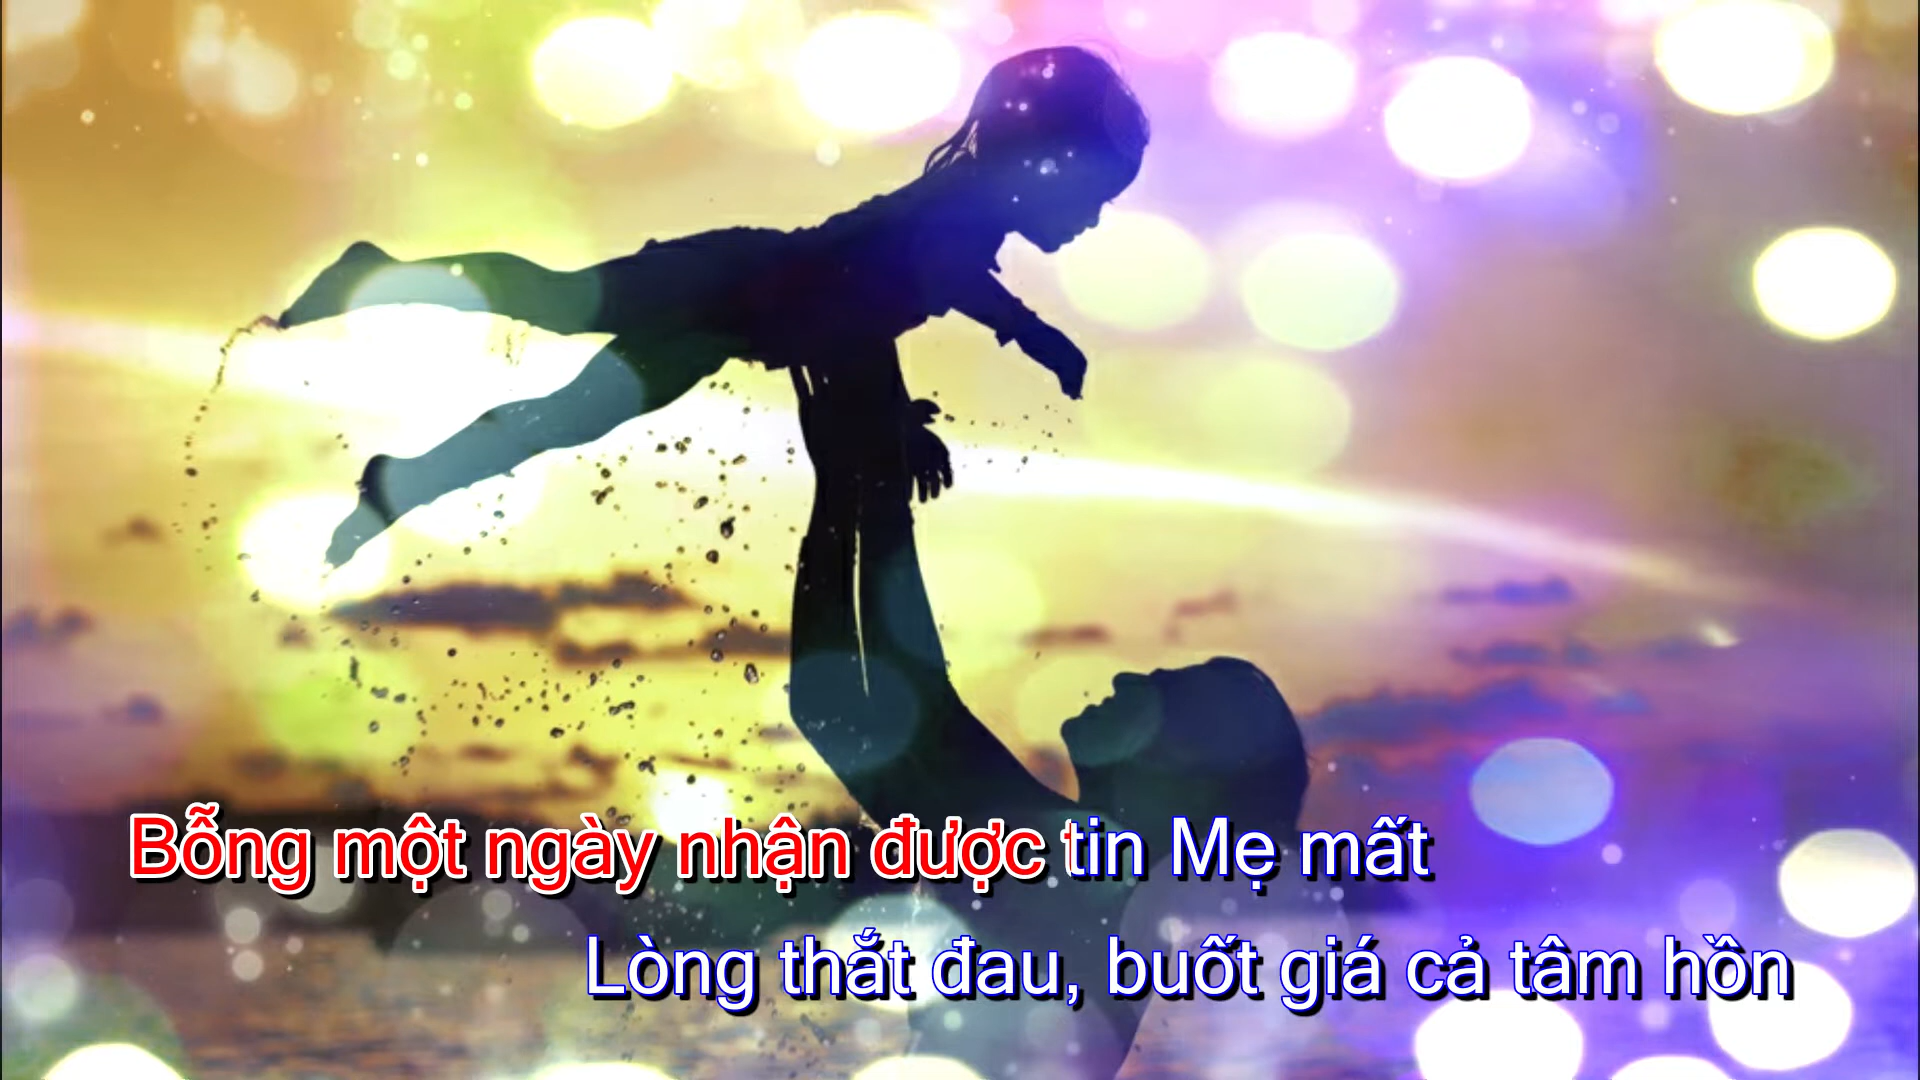 Bỗng một ngày nhận được tin Mẹ mất
Lòng thắt đau, buốt giá cả tâm hồn